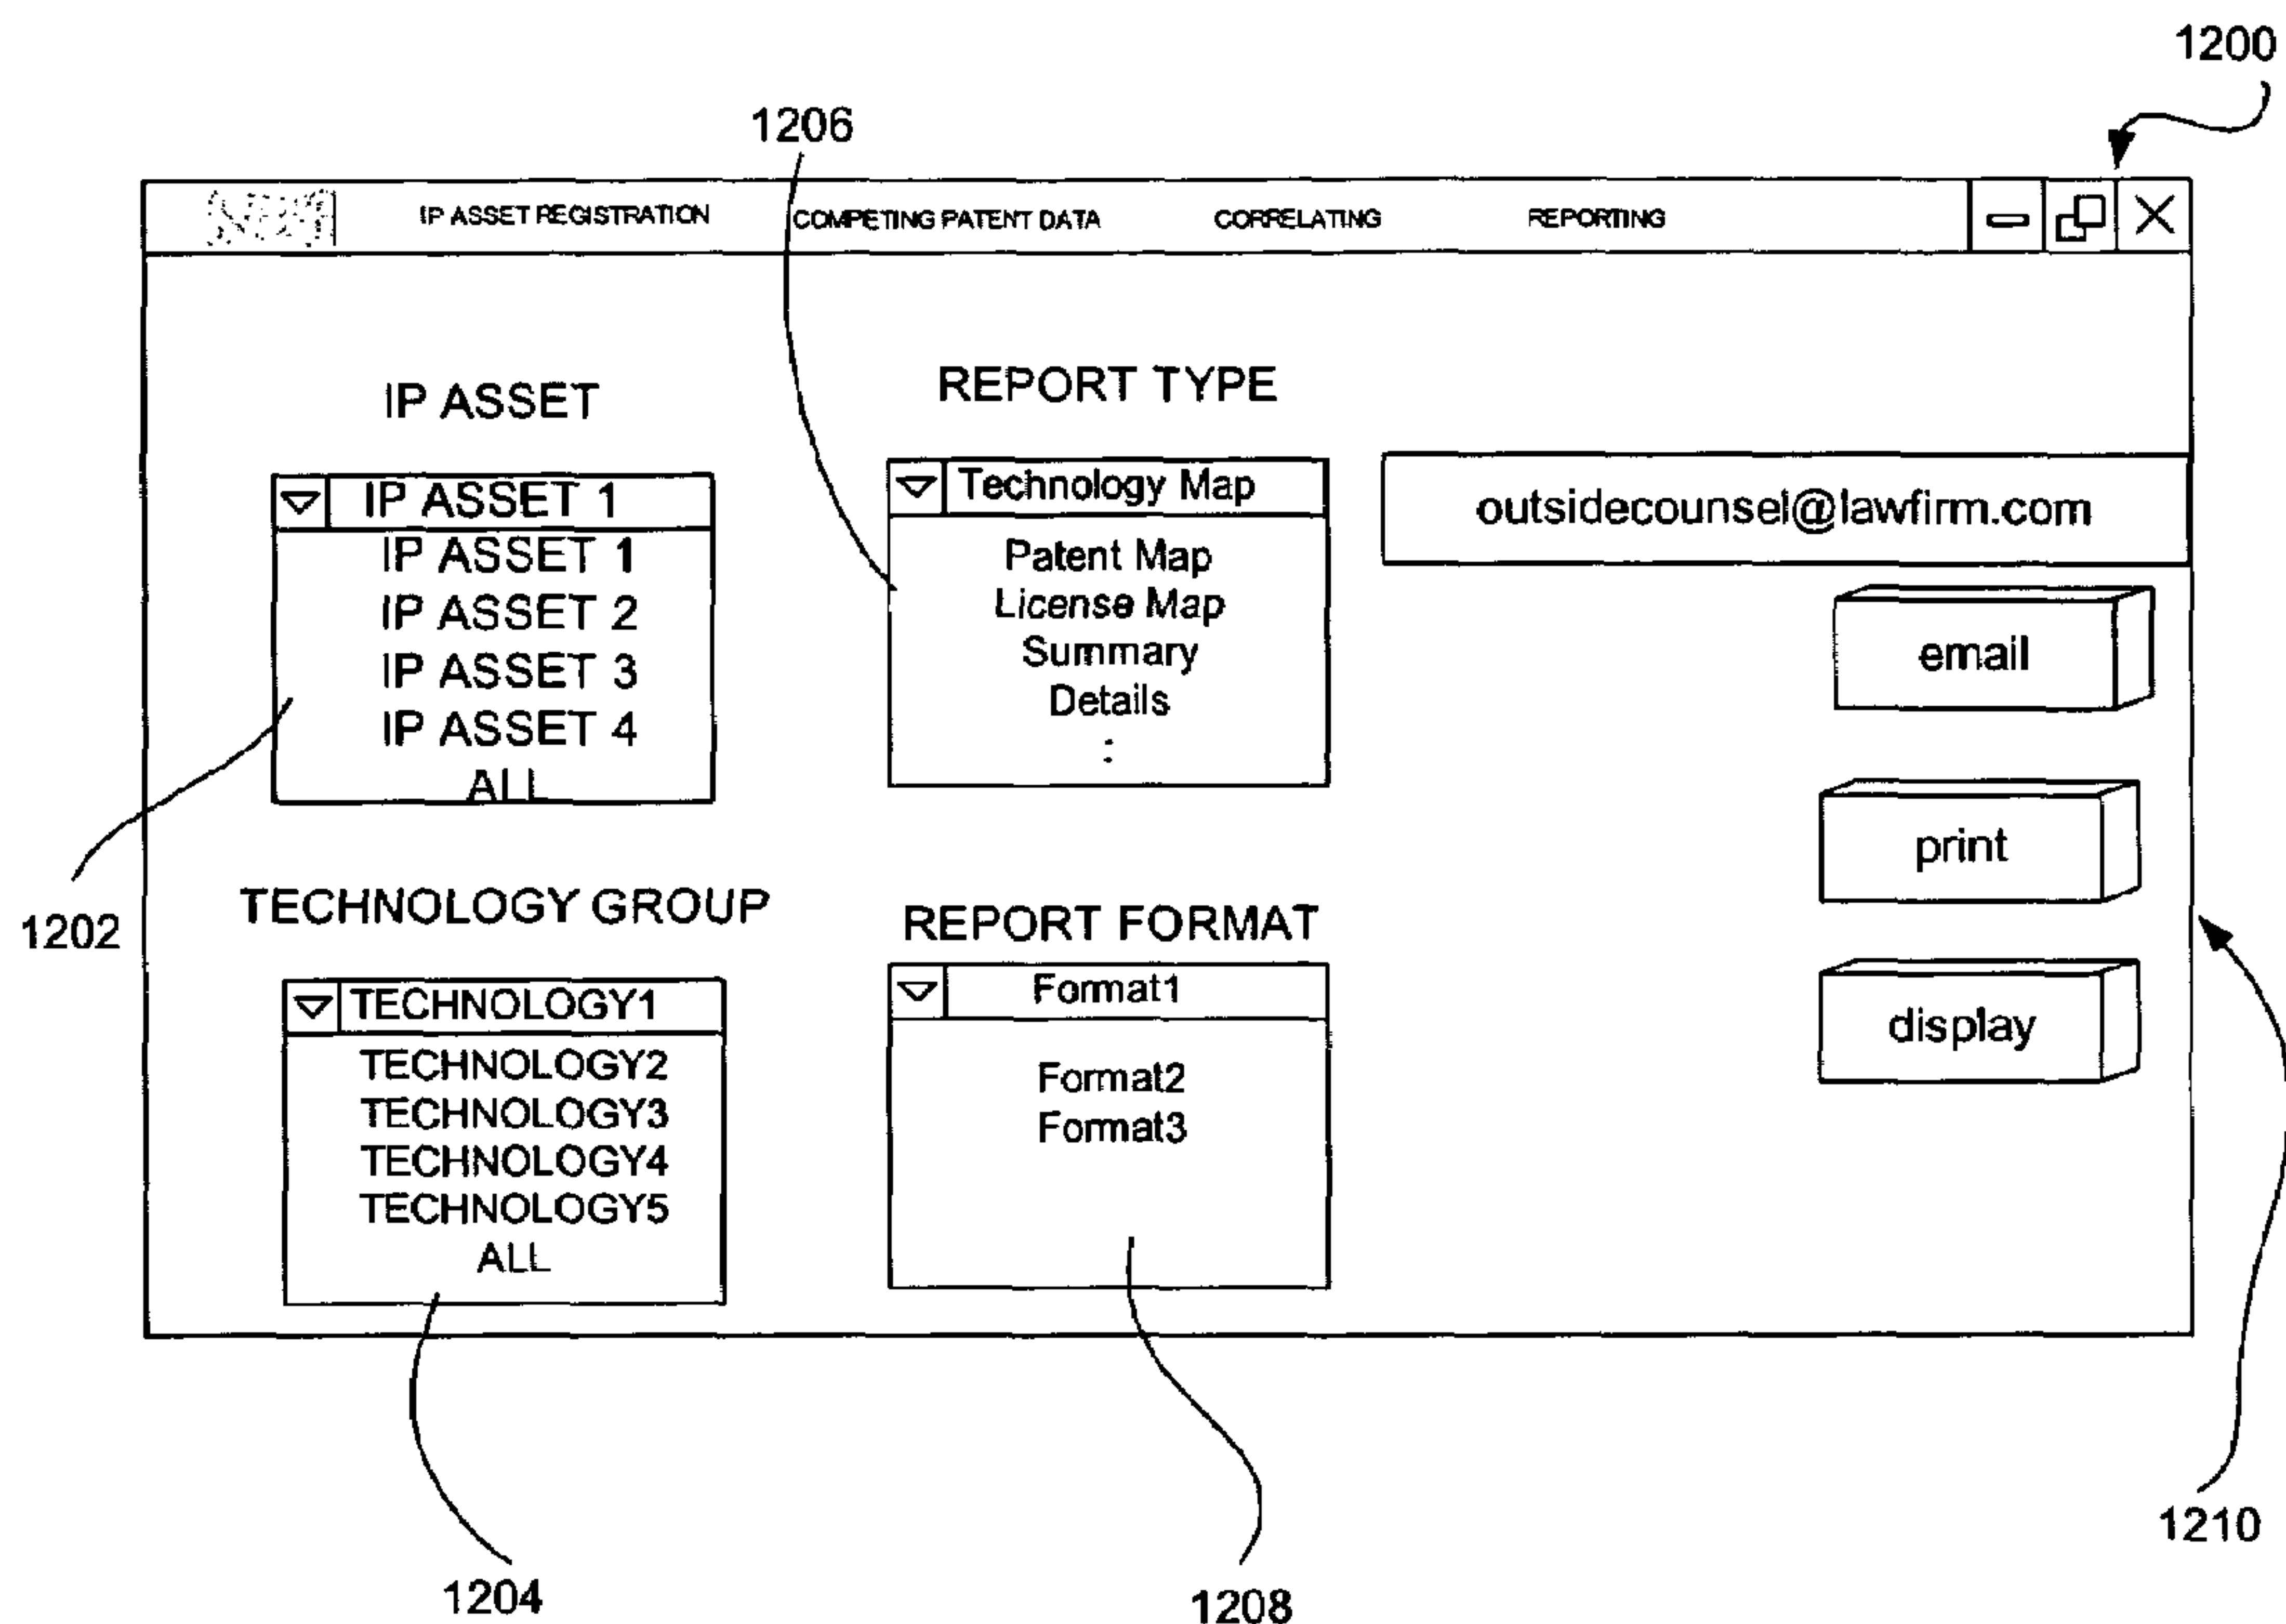 1200
1206
IP ASSET REGISTRATION COMPETING PATENT DATA CORRELATING REPORTING
IP ASSET
IP ASSET 1
IP ASSET 1
IP ASSET 2
IP ASSET 3
IP ASSET 4
ALL
REPORT TYPE
Technology Map
Patent Map
License Map
Summary
Details
:
outsidecounsel@lawfirm.com
email
print
display
1202
TECHNOLOGY GROUP
TECHNOLOGY1
TECHNOLOGY2
TECHNOLOGY3
TECHNOLOGY4
TECHNOLOGY5
ALL
REPORT FORMAT
Format1
Format2
Format3
1210
1204
1208